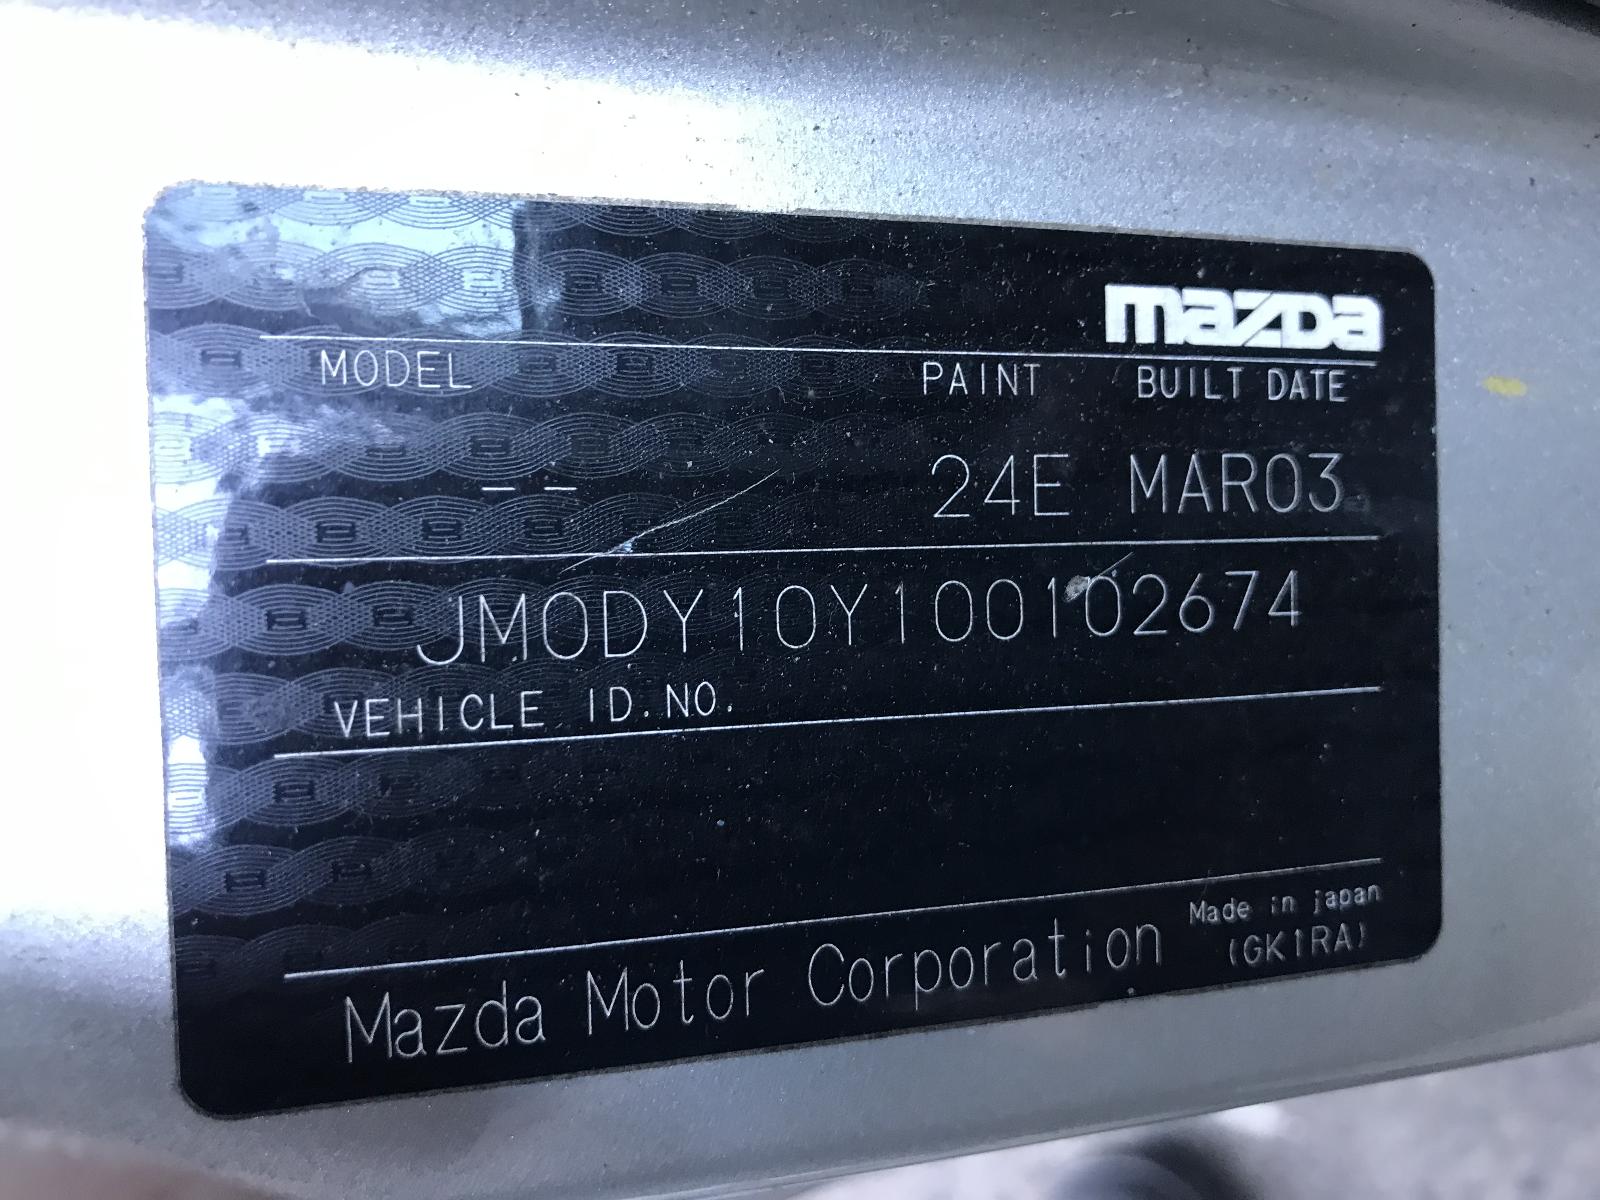 mazda
MODEL PAINT BUILT DATE
– – 24E MAR03
JM0DY10Y100102674
VEHICLE ID. NO.
Mazda Motor Corporation
Made in japan
(GK1RA)